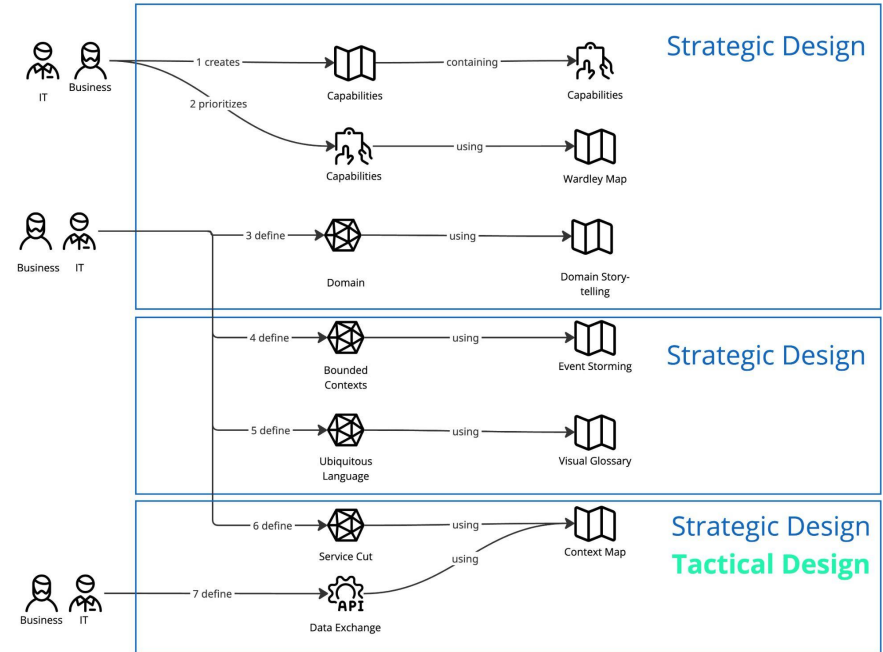 Strategic Design
IT
Business
1 creates
Capabilities
containing
Capabilities
2 prioritizes
Capabilities
using
Wardley Map
Business
IT
3 define
Domain
using
Domain Story-
telling
Strategic Design
4 define
Bounded
Contexts
using
Event Storming
5 define
Ubiquitous
Language
using
Visual Glossary
Strategic Design
Tactical Design
6 define
Service Cut
using
Context Map
Business
IT
7 define
API
Data Exchange
using